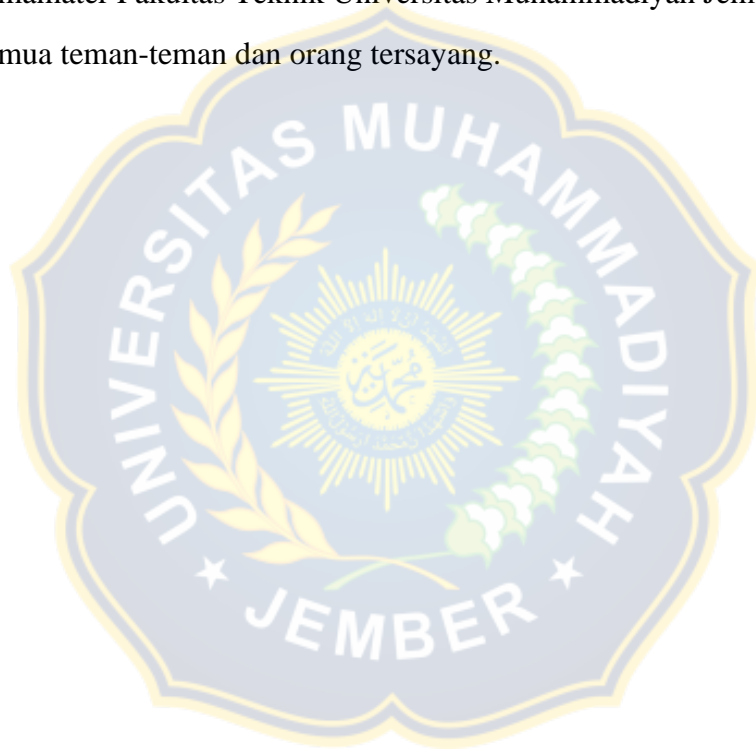 mamater Fakultas Teknik Universitas Muhammadiyah Jem
mua teman-teman dan orang tersayang.
UNIVERSITAS MUHAMMADIYAH
JEMBER